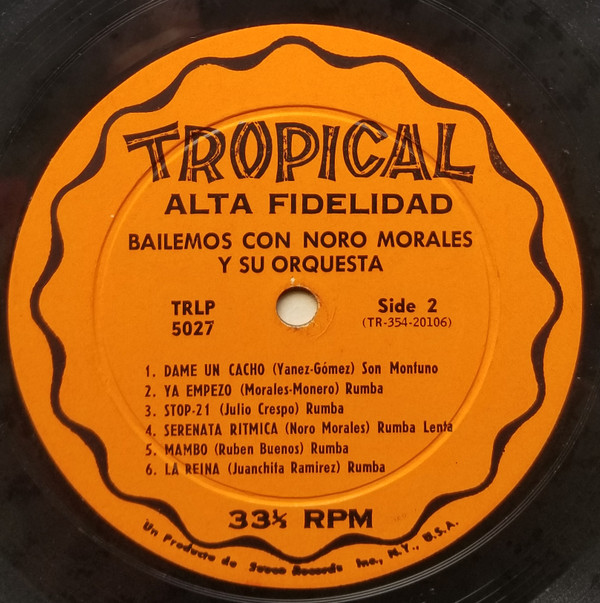 TROPICAL
ALTA FIDELIDAD
BAILEMOS CON NORO MORALES
Y SU ORQUESTA
TRLP
5027
Side 2
(TR-354-20106)
1. DAME UN CACHO (Yanez-Gómez) Son Montuno
2. YA EMPEZO (Morales-Monero) Rumba
3. STOP-21 (Julio Crespo) Rumba
4. SERENATA RITMICA (Noro Morales) Rumba Lenta
5. MAMBO (Ruben Buenos) Rumba
6. LA REINA (Juanchita Ramirez) Rumba
33⅓ RPM
Un Producto de Seeco Records Inc., N.Y., U.S.A.